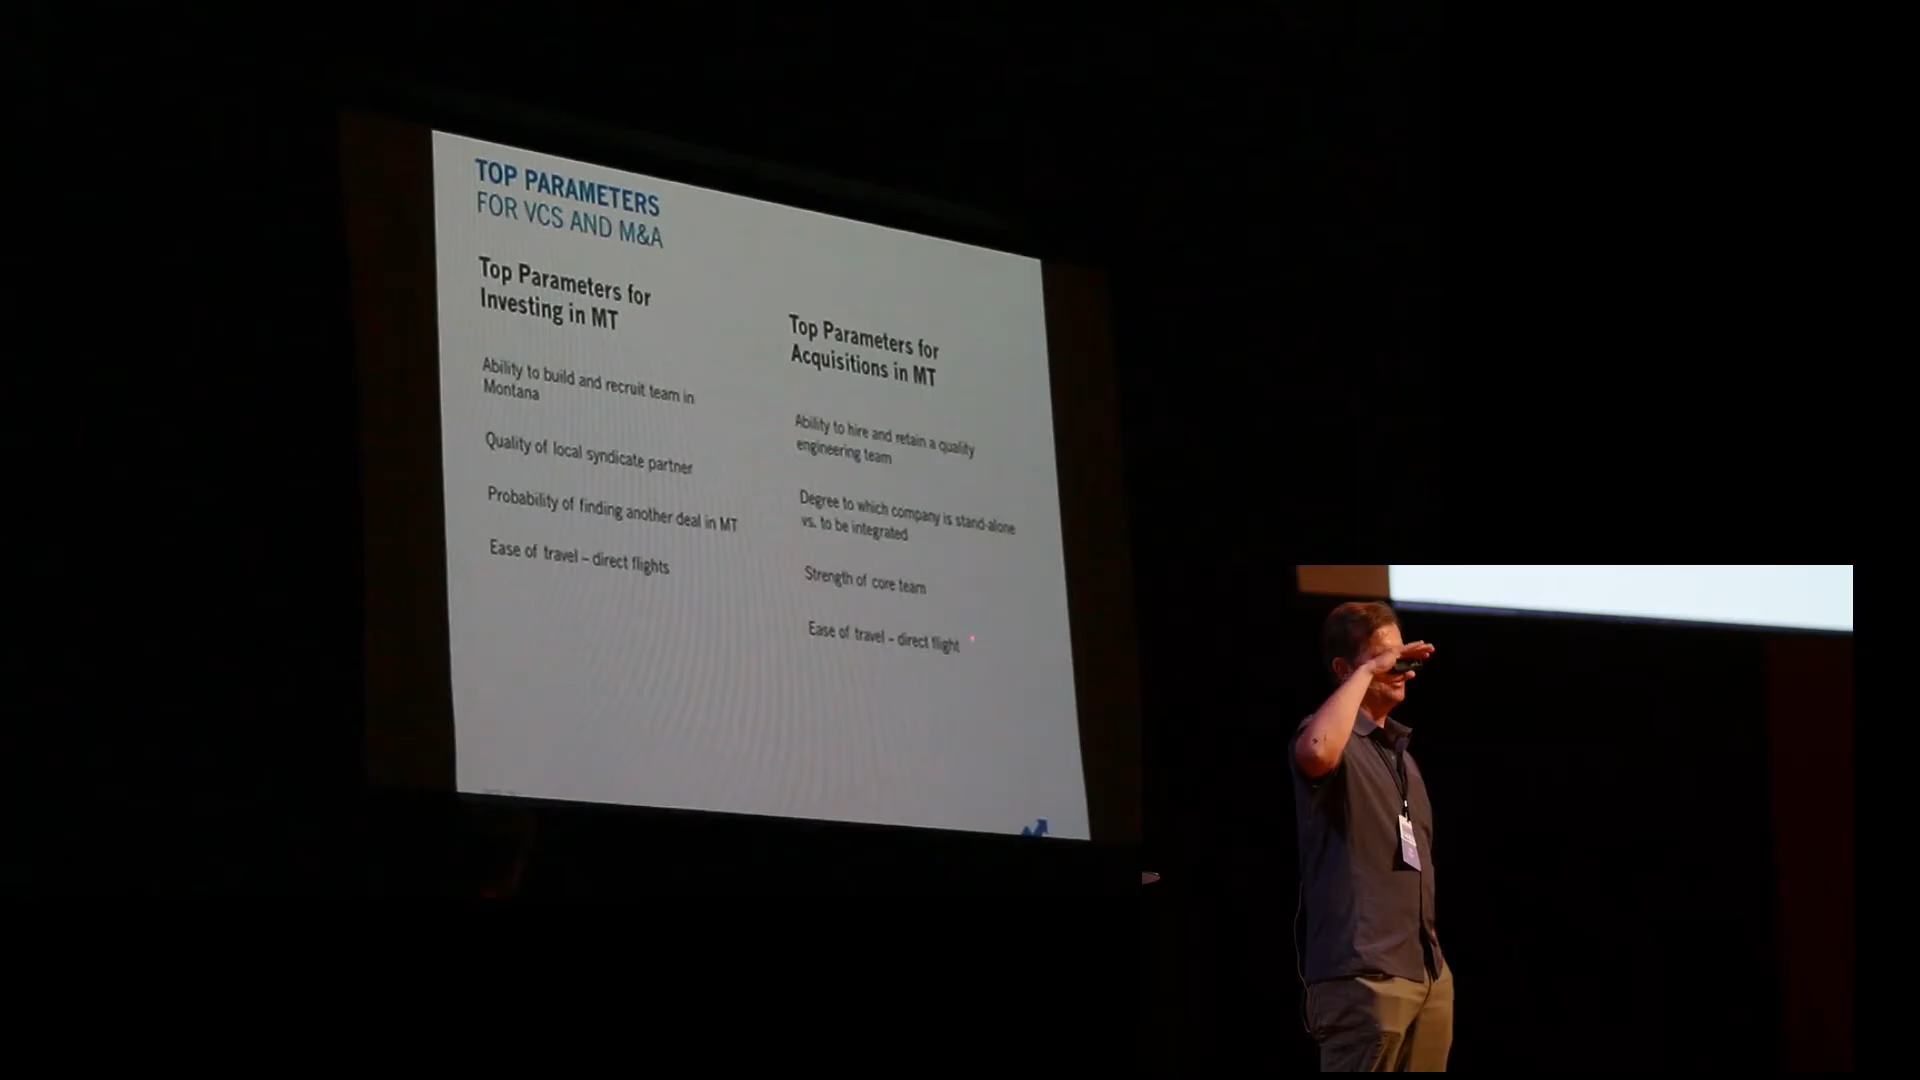 TOP PARAMETERS
FOR VCS AND M&A
Top Parameters for
Investing in MT
Ability to build and recruit team in
Montana
Quality of local syndicate partner
Probability of finding another deal in MT
Ease of travel – direct flights
Top Parameters for
Acquisitions in MT
Ability to hire and retain a quality
engineering team
Degree to which company is stand-alone
vs. to be integrated
Strength of core team
Ease of travel – direct flight